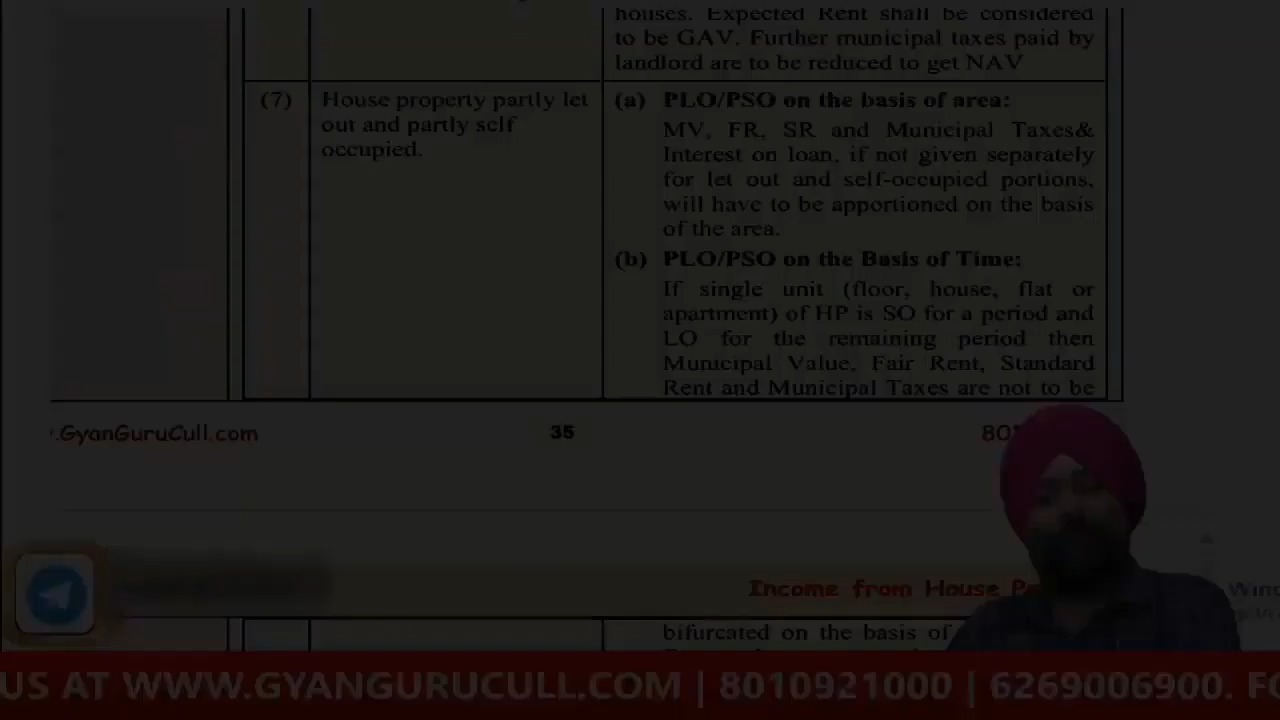 houses. Expected Rent shall be considered
to be GAV. Further municipal taxes paid by
landlord are to be reduced to get NAV
(7)
House property partly let
out and partly self
occupied.
(a) PLO/PSO on the basis of area:
MV, FR, SR and Municipal Taxes&
Interest on loan, if not given separately
for let out and self-occupied portions,
will have to be apportioned on the basis
of the area.
(b) PLO/PSO on the Basis of Time:
If single unit (floor, house, flat or
apartment) of HP is SO for a period and
LO for the remaining period then
Municipal Value, Fair Rent, Standard
Rent and Municipal Taxes are not to be
.GyanGuruCull.com
35
80
Income from House P
bifurcated on the basis of
US AT WWW.GYANGURUCULL.COM | 8010921000 | 6269006900. F